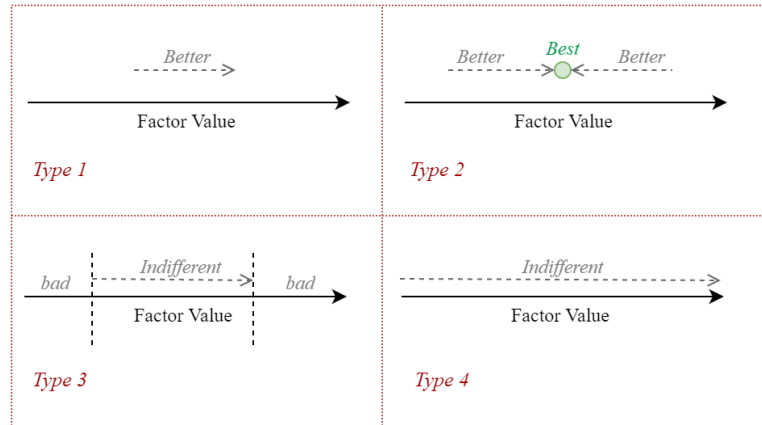 Better
Factor Value
Type 1
Best
Better
Better
Factor Value
Type 2
bad
Indifferent
bad
Factor Value
Type 3
Indifferent
Factor Value
Type 4